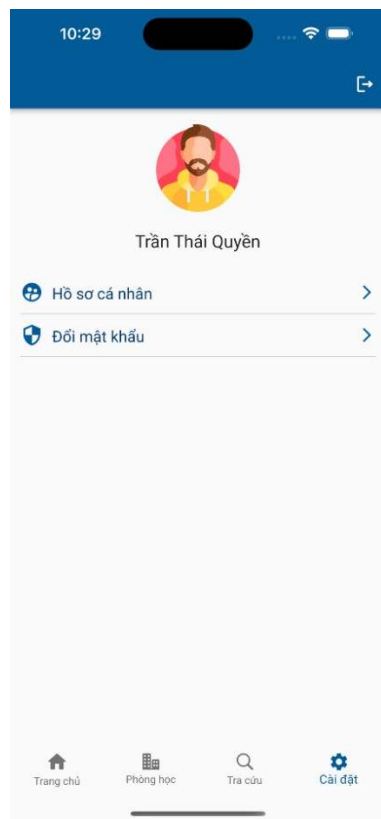 10:29
Trần Thái Quyền
Hồ sơ cá nhân
Đổi mật khẩu
Trang chủ
Phòng học
Tra cứu
Cài đặt